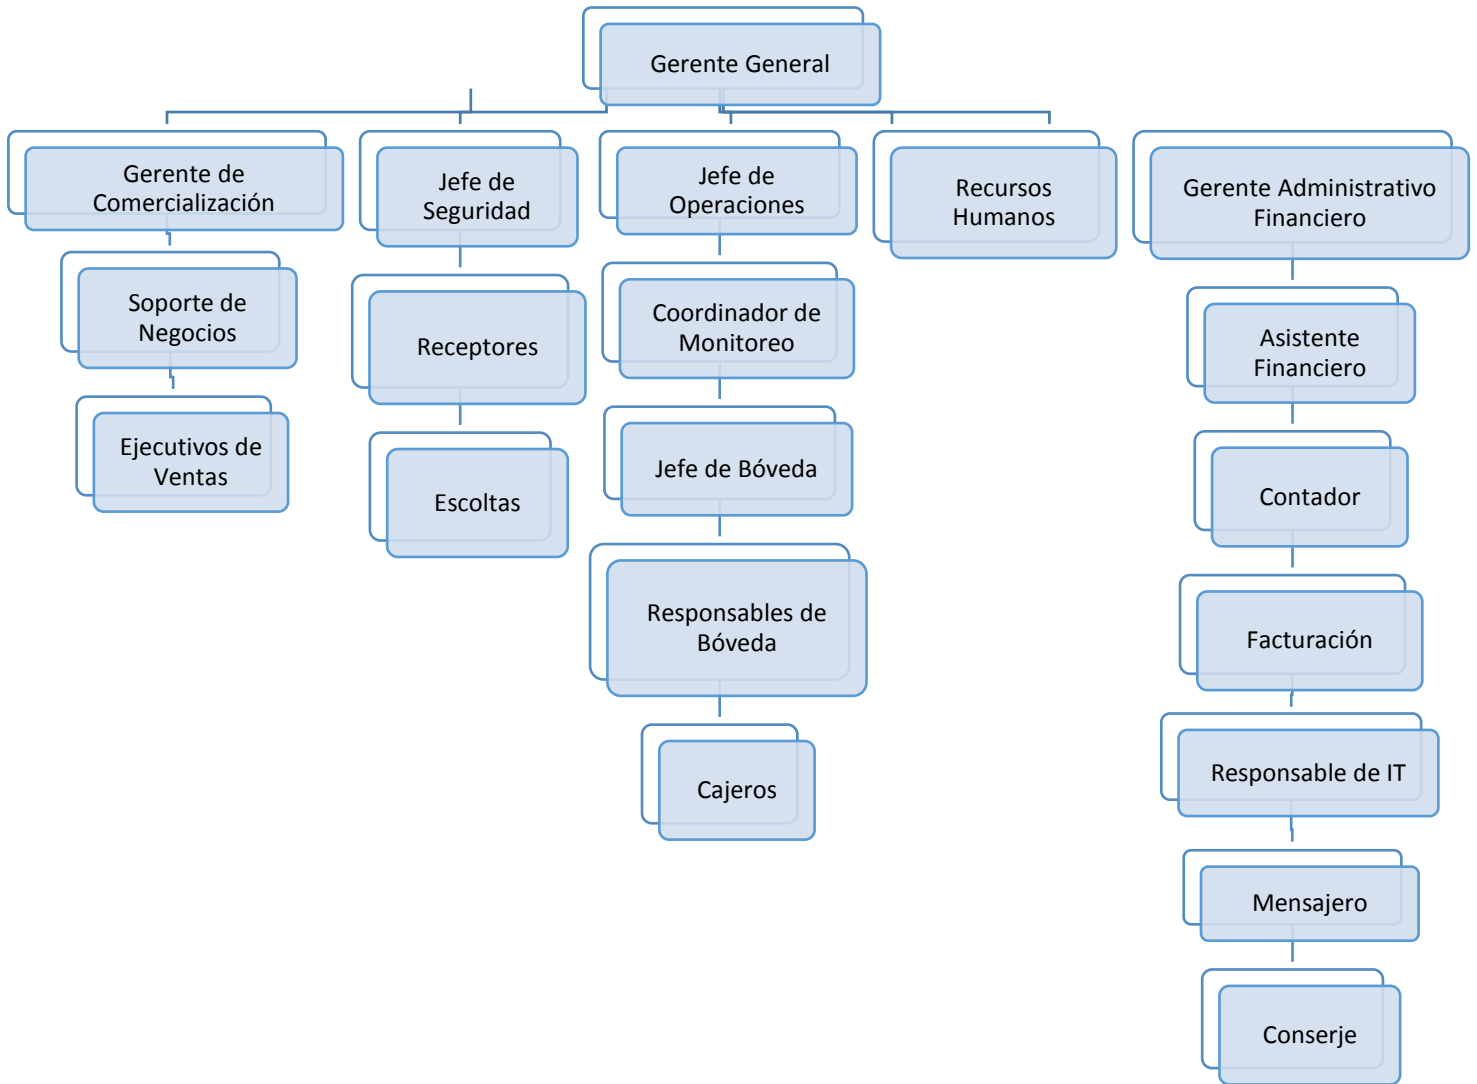 Gerente General
Gerente de
Comercialización
Jefe de
Seguridad
Jefe de
Operaciones
Recursos
Humanos
Gerente Administrativo
Financiero
Soporte de
Negocios
Ejecutivos de
Ventas
Receptores
Escoltas
Coordinador de
Monitoreo
Jefe de Bóveda
Responsables de
Bóveda
Cajeros
Asistente
Financiero
Contador
Facturación
Responsable de IT
Mensajero
Conserje